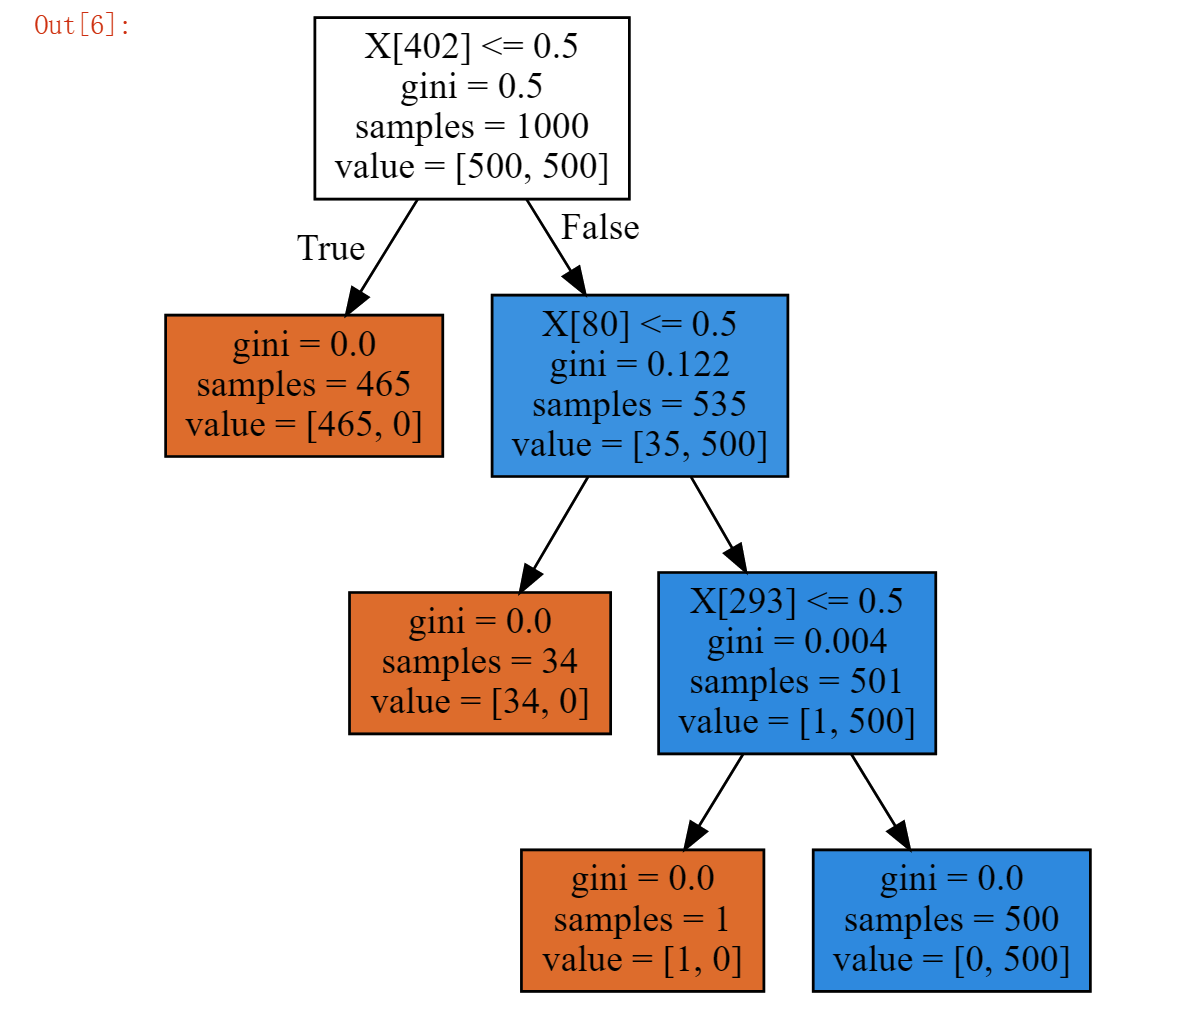 Out[6]:
X[402] <= 0.5
gini = 0.5
samples = 1000
value = [500, 500]
True
False
gini = 0.0
samples = 465
value = [465, 0]
X[80] <= 0.5
gini = 0.122
samples = 535
value = [35, 500]
gini = 0.0
samples = 34
value = [34, 0]
X[293] <= 0.5
gini = 0.004
samples = 501
value = [1, 500]
gini = 0.0
samples = 1
value = [1, 0]
gini = 0.0
samples = 500
value = [0, 500]